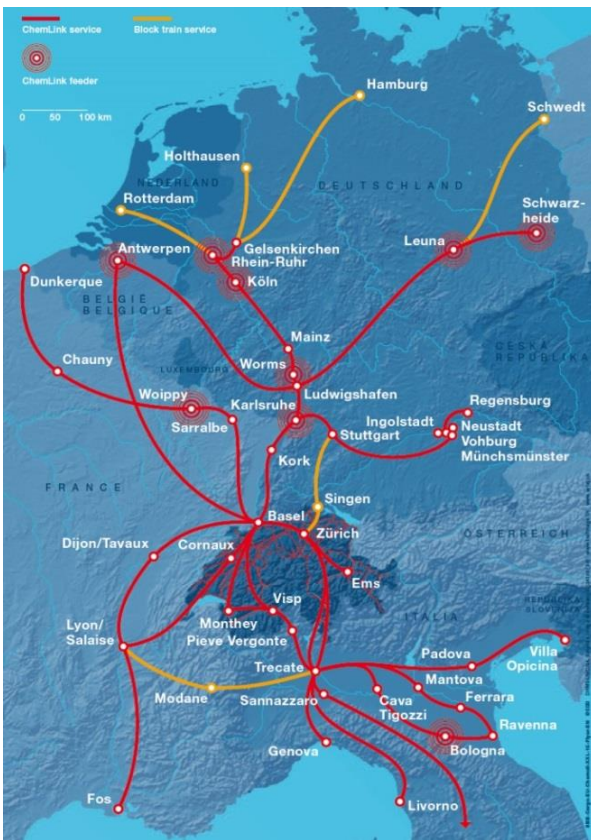 ChemLink service
Block train service
ChemLink feeder
0 50 100 km
Hamburg
Schwedt
Holthausen
NEDERLAND
DEUTSCHLAND
Rotterdam
Schwarz-
heide
Antwerpen
Gelsenkirchen
Rhein-Ruhr
Leuna
Dunkerque
Köln
BELGIË
BELGIQUE
Mainz
ČESKÁ
REPUBLIKA
Chauny
LUXEMBOURG
Worms
Woippy
Ludwigshafen
Karlsruhe
Regensburg
Sarralbe
Ingolstadt
Neustadt
Stuttgart
Vohburg
Münchsmünster
Kork
FRANCE
Singen
Basel
Zürich
ÖSTERREICH
Dijon/Tavaux
Cornaux
Ems
Visp
REPUBLIKA
SLOVENIJA
Monthey
ITALIA
Lyon/
Salaise
Pieve Vergonte
Padova
Villa
Opicina
Trecate
Mantova
Modane
Sannazzaro
Cava
Tigozzi
Ferrara
Ravenna
Genova
Bologna
Fos
Livorno